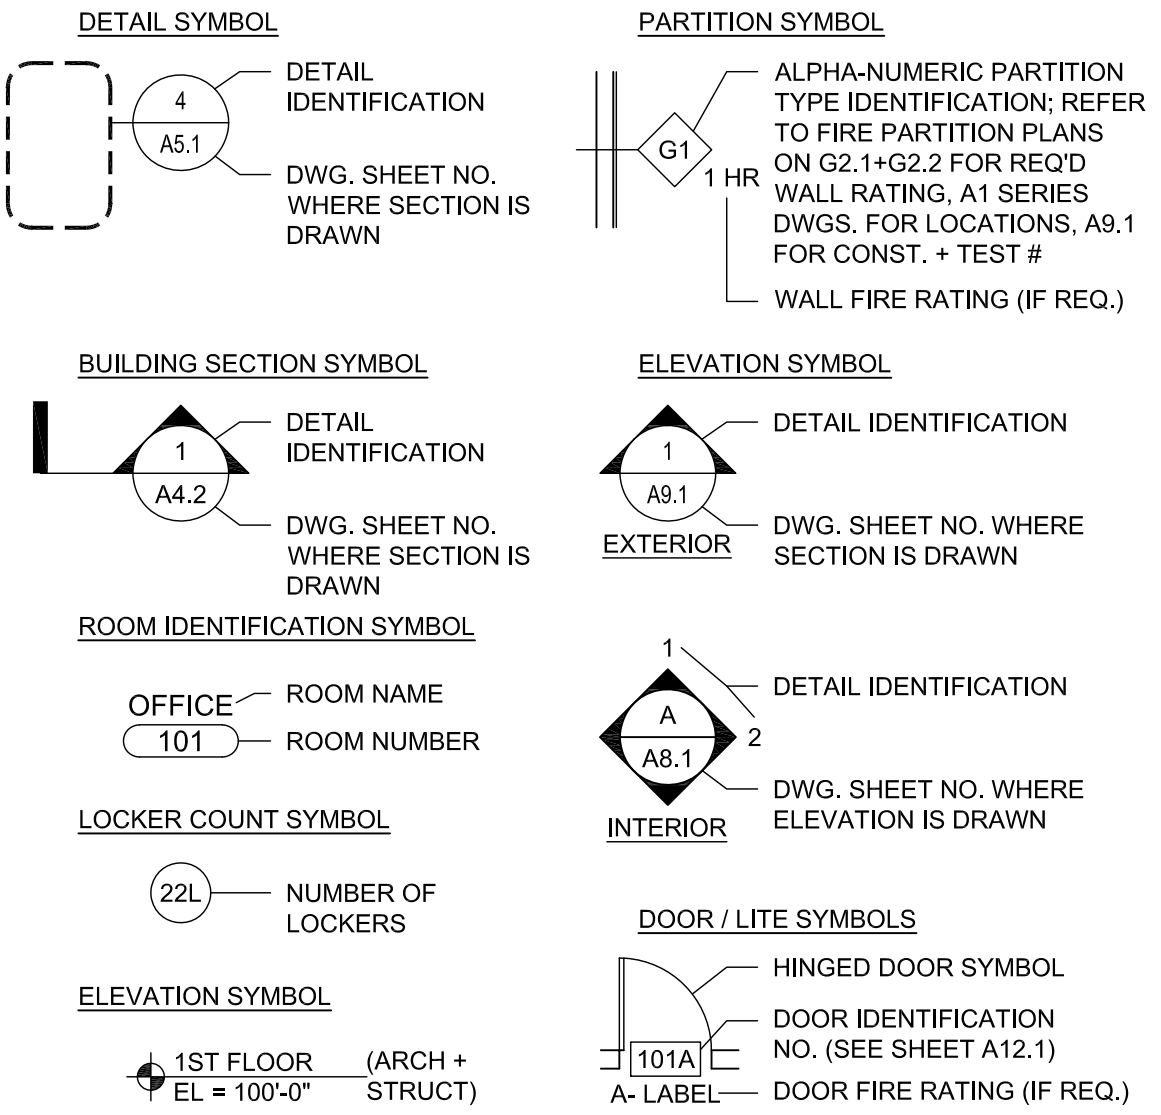 DETAIL SYMBOL
4
A5.1
DETAIL
IDENTIFICATION
DWG. SHEET NO.
WHERE SECTION IS
DRAWN
PARTITION SYMBOL
G1
1 HR
ALPHA-NUMERIC PARTITION
TYPE IDENTIFICATION; REFER
TO FIRE PARTITION PLANS
ON G2.1+G2.2 FOR REQ'D
WALL RATING, A1 SERIES
DWGS. FOR LOCATIONS, A9.1
FOR CONST. + TEST #
WALL FIRE RATING (IF REQ.)
BUILDING SECTION SYMBOL
1
A4.2
DETAIL
IDENTIFICATION
DWG. SHEET NO.
WHERE SECTION IS
DRAWN
ELEVATION SYMBOL
1
A9.1
EXTERIOR
DETAIL IDENTIFICATION
DWG. SHEET NO. WHERE
SECTION IS DRAWN
ROOM IDENTIFICATION SYMBOL
OFFICE
101
ROOM NAME
ROOM NUMBER
1
A
A8.1
2
INTERIOR
DETAIL IDENTIFICATION
DWG. SHEET NO. WHERE
ELEVATION IS DRAWN
LOCKER COUNT SYMBOL
22L
NUMBER OF
LOCKERS
DOOR / LITE SYMBOLS
HINGED DOOR SYMBOL
DOOR IDENTIFICATION
NO. (SEE SHEET A12.1)
101A
A- LABEL
DOOR FIRE RATING (IF REQ.)
ELEVATION SYMBOL
1ST FLOOR
EL = 100'-0"
(ARCH +
STRUCT)